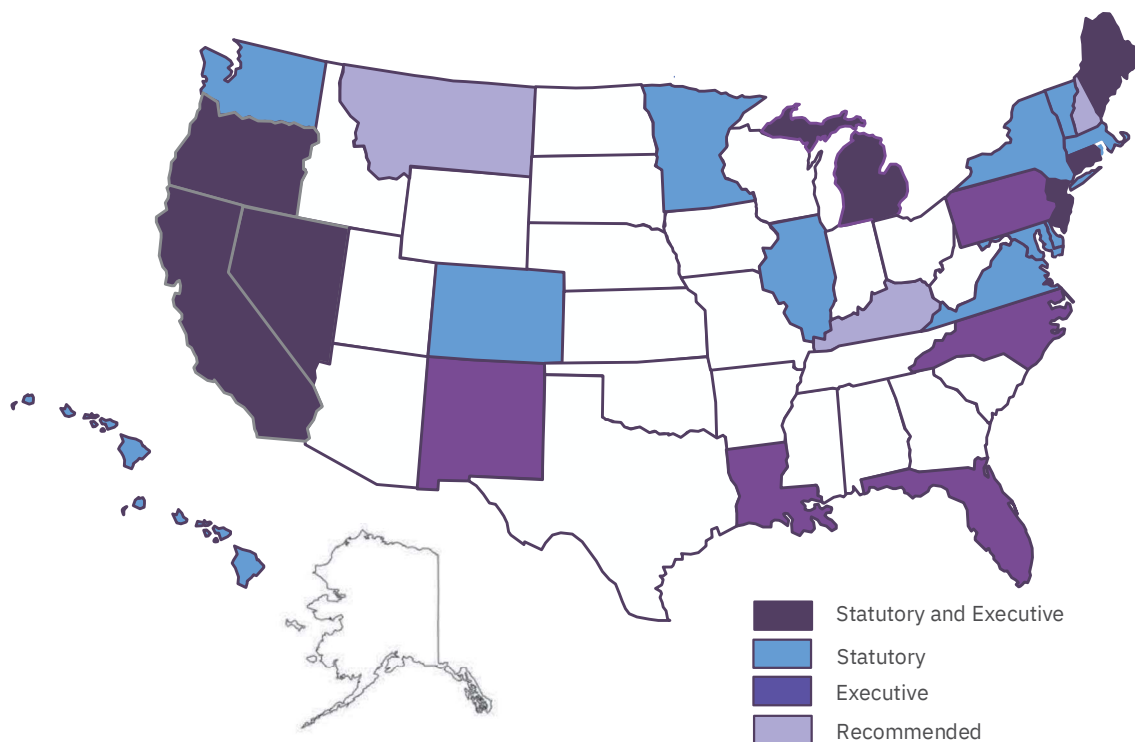 Statutory and Executive
Statutory
Executive
Recommended